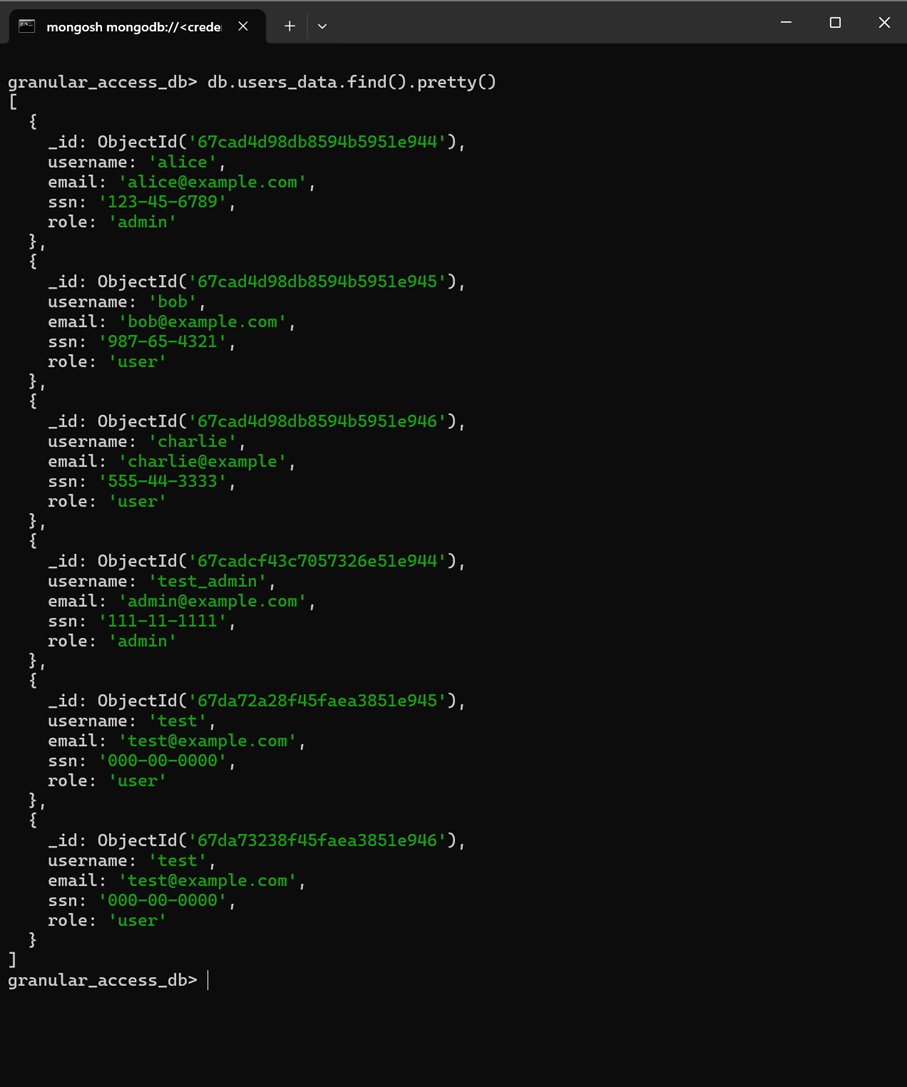 mongosh mongodb://<crede
granular_access_db> db.users_data.find().pretty()
[
  {
    _id: ObjectId('67cad4d98db8594b5951e944'),
    username: 'alice',
    email: 'alice@example.com',
    ssn: '123-45-6789',
    role: 'admin'
  },
  {
    _id: ObjectId('67cad4d98db8594b5951e945'),
    username: 'bob',
    email: 'bob@example.com',
    ssn: '987-65-4321',
    role: 'user'
  },
  {
    _id: ObjectId('67cad4d98db8594b5951e946'),
    username: 'charlie',
    email: 'charlie@example',
    ssn: '555-44-3333',
    role: 'user'
  },
  {
    _id: ObjectId('67cadcf43c7057326e51e944'),
    username: 'test_admin',
    email: 'admin@example.com',
    ssn: '111-11-1111',
    role: 'admin'
  },
  {
    _id: ObjectId('67da72a28f45faea3851e945'),
    username: 'test',
    email: 'test@example.com',
    ssn: '000-00-0000',
    role: 'user'
  },
  {
    _id: ObjectId('67da73238f45faea3851e946'),
    username: 'test',
    email: 'test@example.com',
    ssn: '000-00-0000',
    role: 'user'
  }
]
granular_access_db>